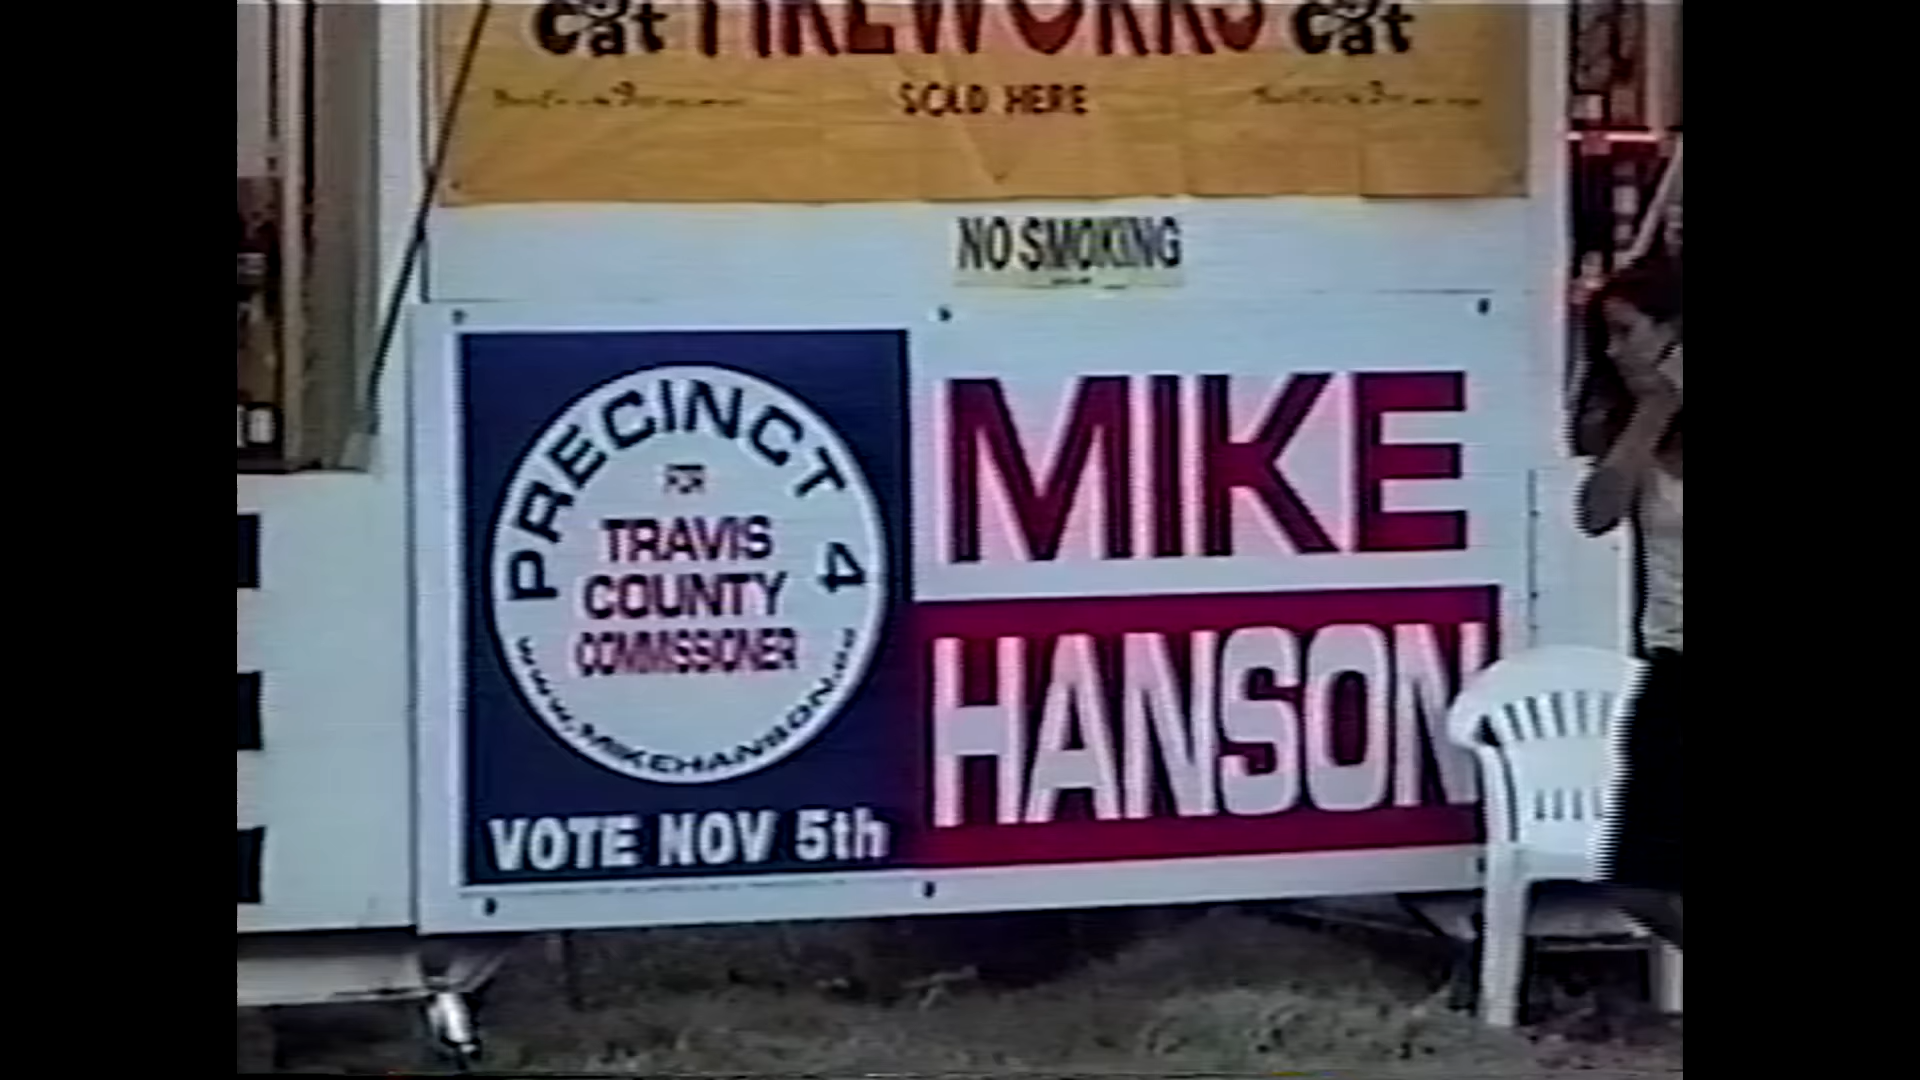 cat FIREWORKS cat
SOLD HERE
NO SMOKING
PRECINCT 4
FOR
TRAVIS
COUNTY
COMMISSIONER
www.MIKEHANSON
VOTE NOV 5th
MIKE
HANSON